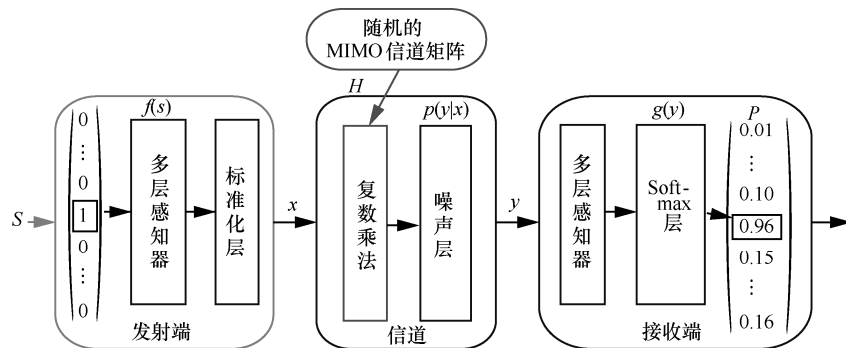 随机的
MIMO信道矩阵
H
f(s)
p(y|x)
g(y)
P
S
0
⋯
0
1
0
⋯
0
多层感知器
标准化层
x
复数乘法
噪声层
y
多层感知器
Soft-
max
层
0.01
⋯
0.10
0.96
0.15
⋯
0.16
发射端
信道
接收端